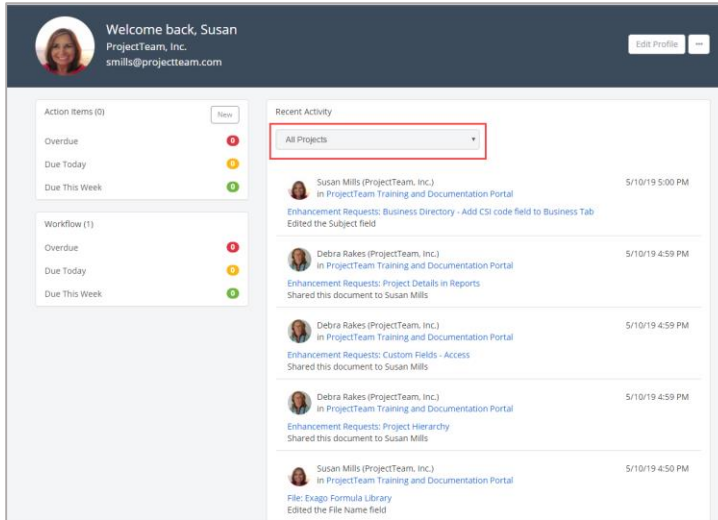 Welcome back, Susan
ProjectTeam, Inc.
smills@projectteam.com
Edit Profile
Action Items (0)
New
Overdue
0
Due Today
0
Due This Week
0
Workflow (1)
Overdue
0
Due Today
0
Due This Week
0
Recent Activity
All Projects
Susan Mills (ProjectTeam, Inc.)
5/10/19 5:00 PM
in ProjectTeam Training and Documentation Portal
Enhancement Requests: Business Directory - Add CSI code field to Business Tab
Edited the Subject field
Debra Rakes (ProjectTeam, Inc.)
5/10/19 4:59 PM
in ProjectTeam Training and Documentation Portal
Enhancement Requests: Project Details in Reports
Shared this document to Susan Mills
Debra Rakes (ProjectTeam, Inc.)
5/10/19 4:59 PM
in ProjectTeam Training and Documentation Portal
Enhancement Requests: Custom Fields - Access
Shared this document to Susan Mills
Debra Rakes (ProjectTeam, Inc.)
5/10/19 4:59 PM
in ProjectTeam Training and Documentation Portal
Enhancement Requests: Project Hierarchy
Shared this document to Susan Mills
Susan Mills (ProjectTeam, Inc.)
5/10/19 4:50 PM
in ProjectTeam Training and Documentation Portal
File: Exago Formula Library
Edited the File Name field